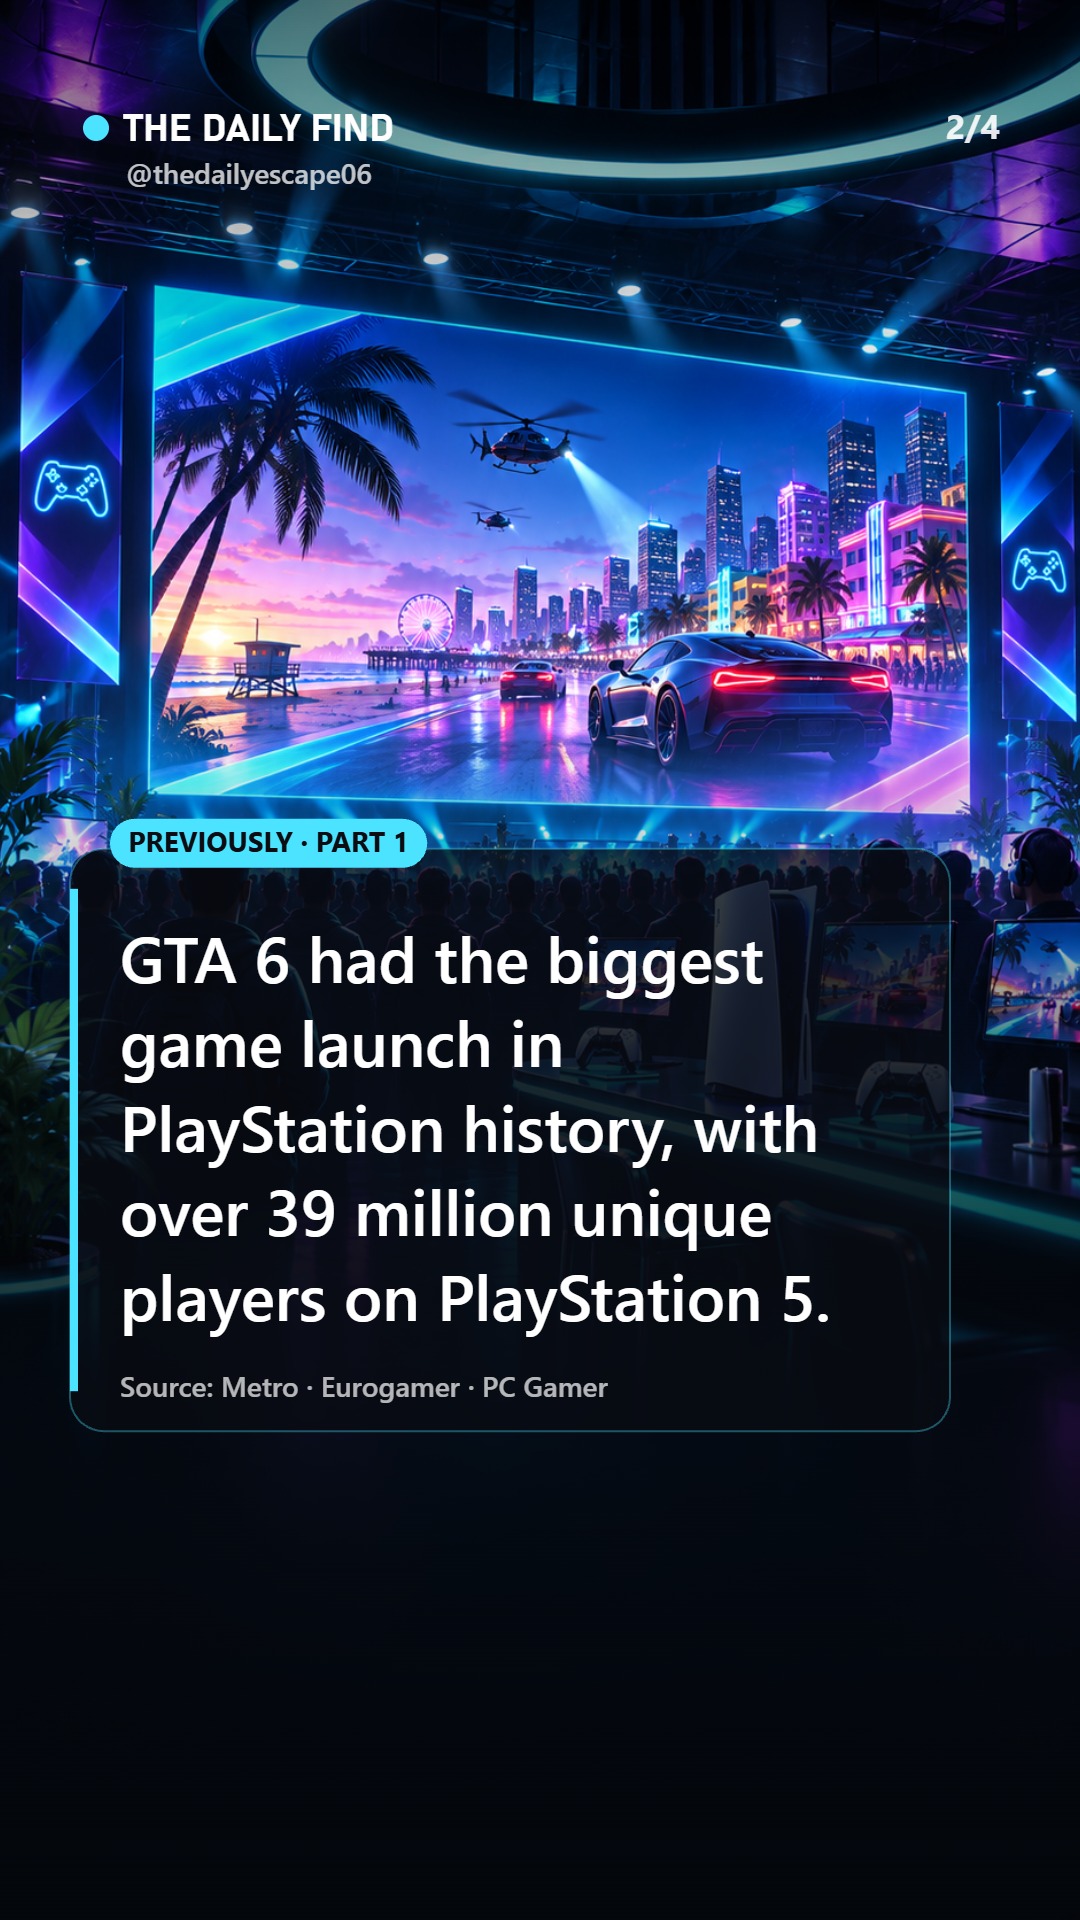 THE DAILY FIND
2/4
@thedailyescape06
PREVIOUSLY · PART 1
GTA 6 had the biggest
game launch in
PlayStation history, with
over 39 million unique
players on PlayStation 5.
Source: Metro · Eurogamer · PC Gamer